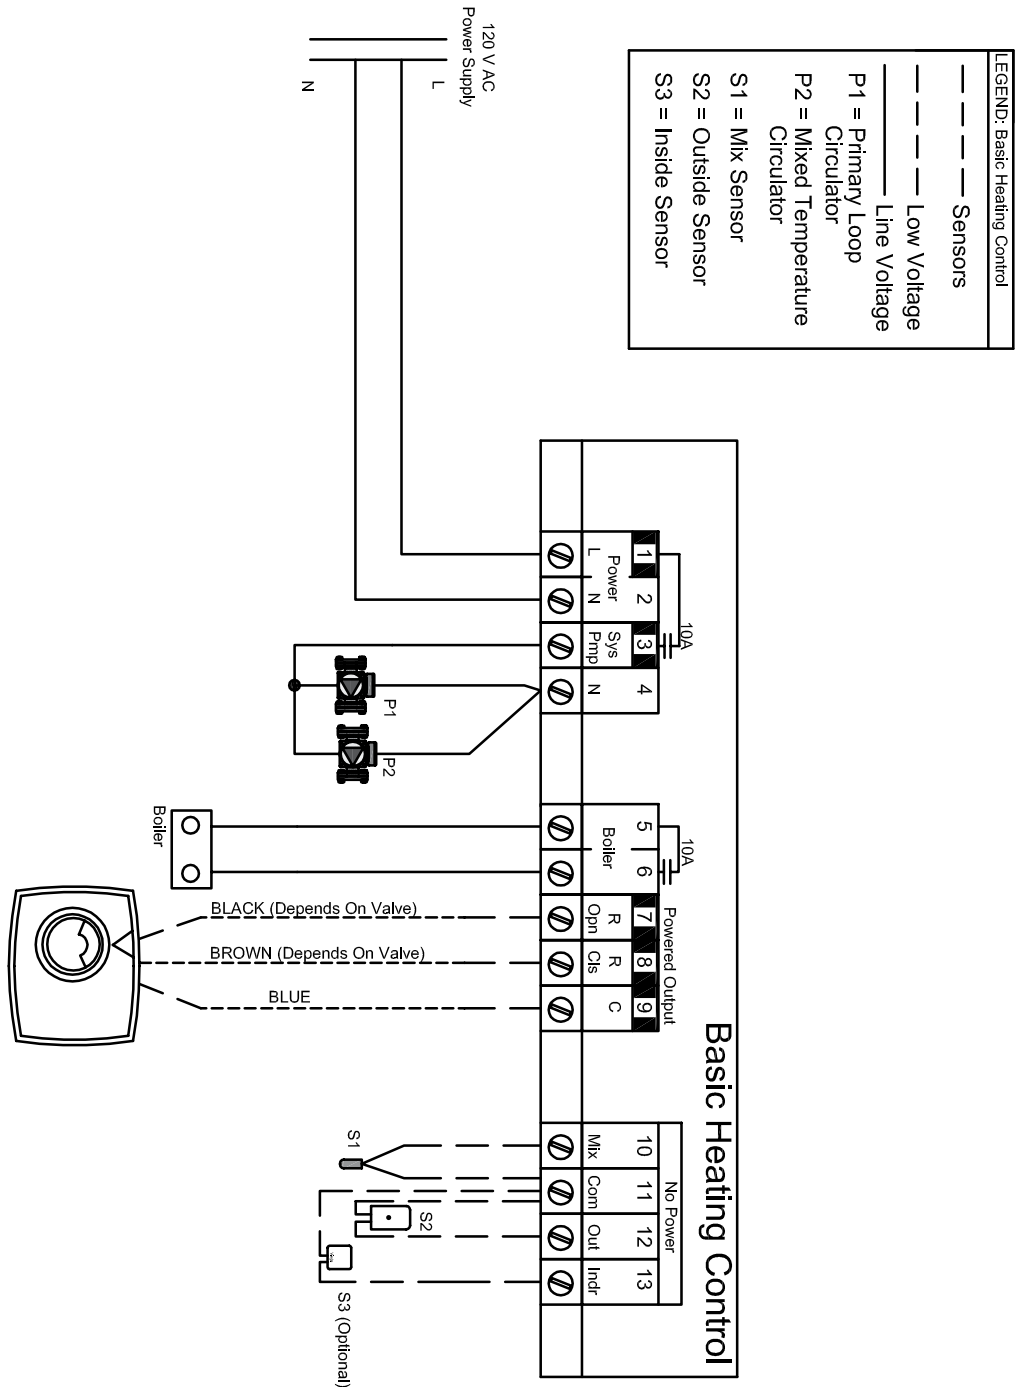 LEGEND: Basic Heating Control
Sensors
Low Voltage
Line Voltage
P1 = Primary Loop
Circulator
P2 = Mixed Temperature
Circulator
S1 = Mix Sensor
S2 = Outside Sensor
S3 = Inside Sensor
120 V AC
Power Supply
L
N
Basic Heating Control
10A
10A
Powered Output
No Power
1
2
3
4
5
6
7
8
9
10
11
12
13
Power
L
N
Sys
Pmp
N
Boiler
R
Opn
R
Cls
C
Mix
Com
Out
Indr
P1
P2
Boiler
BLACK (Depends On Valve)
BROWN (Depends On Valve)
BLUE
S1
S2
S3 (Optional)